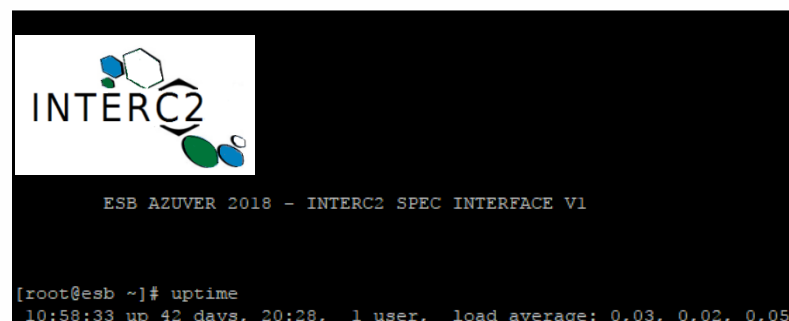 INTERC2
ESB AZUVER 2018 - INTERC2 SPEC INTERFACE V1
[root@esb ~]# uptime
10:58:33 up 42 days, 20:28, 1 user, load average: 0.03, 0.02, 0.05